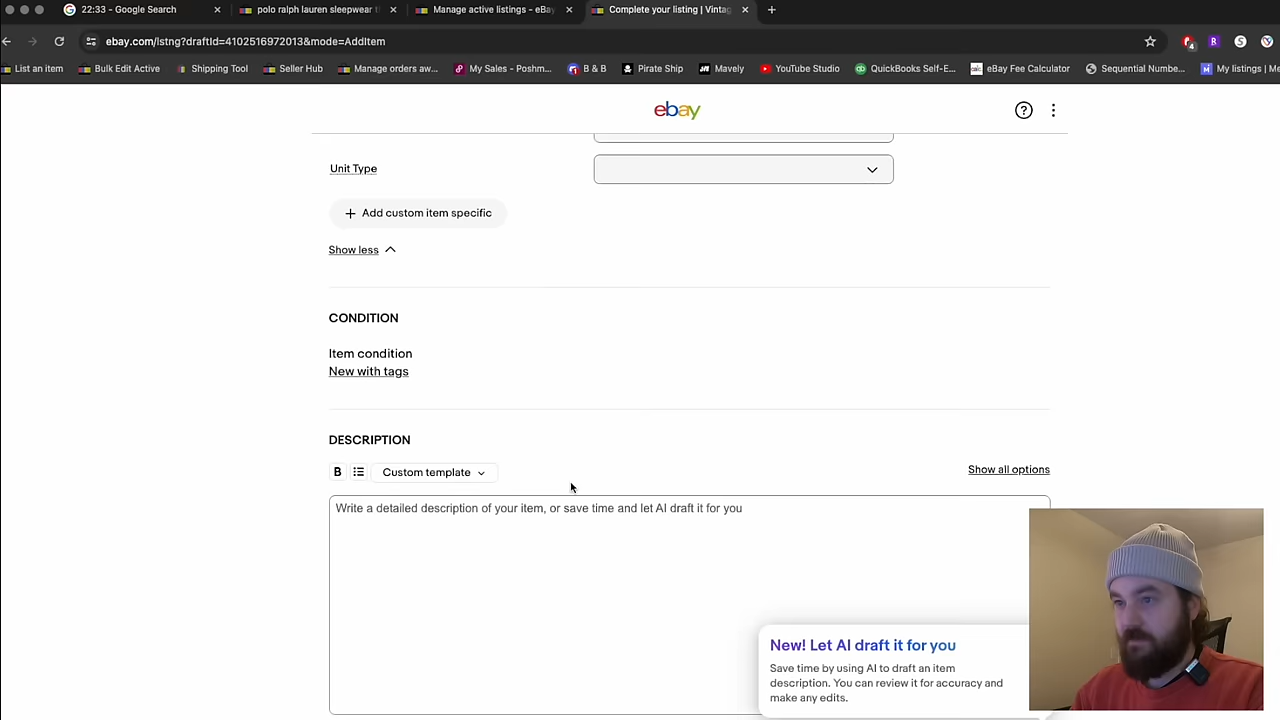 22:33 - Google Search
polo ralph lauren sleepwear
Manage active listings - eBay
Complete your listing | Vintag
ebay.com/lstng?draftId=4102516972013&mode=AddItem
4
R
S
List an item
Bulk Edit Active
Shipping Tool
Seller Hub
Manage orders aw...
My Sales - Poshm...
B & B
Pirate Ship
Mavely
YouTube Studio
QuickBooks Self-E...
calc
eBay Fee Calculator
Sequential Numbe...
M
My listings | Me
ebay
?
Unit Type
+ Add custom item specific
Show less
CONDITION
Item condition
New with tags
DESCRIPTION
B
Custom template
Show all options
Write a detailed description of your item, or save time and let AI draft it for you
New! Let AI draft it for you
Save time by using AI to draft an item
description. You can review it for accuracy and
make any edits.